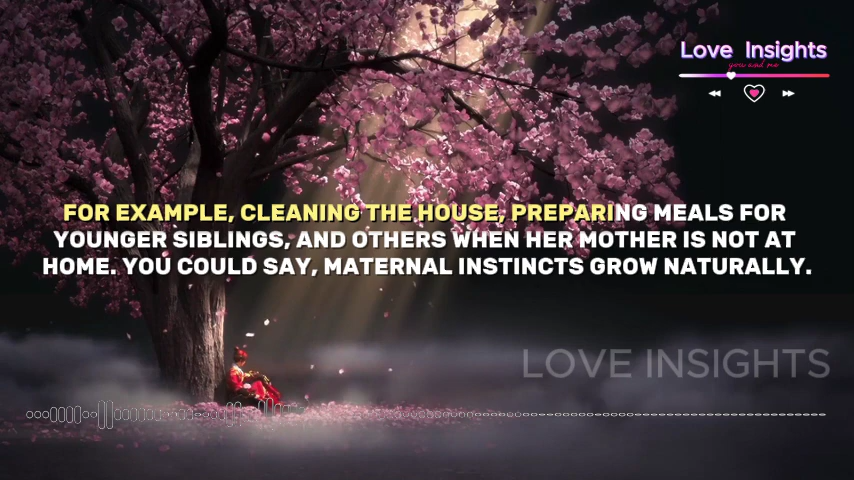 Love Insights
you and me
FOR EXAMPLE, CLEANING THE HOUSE, PREPARING MEALS FOR
YOUNGER SIBLINGS, AND OTHERS WHEN HER MOTHER IS NOT AT
HOME. YOU COULD SAY, MATERNAL INSTINCTS GROW NATURALLY.
LOVE INSIGHTS